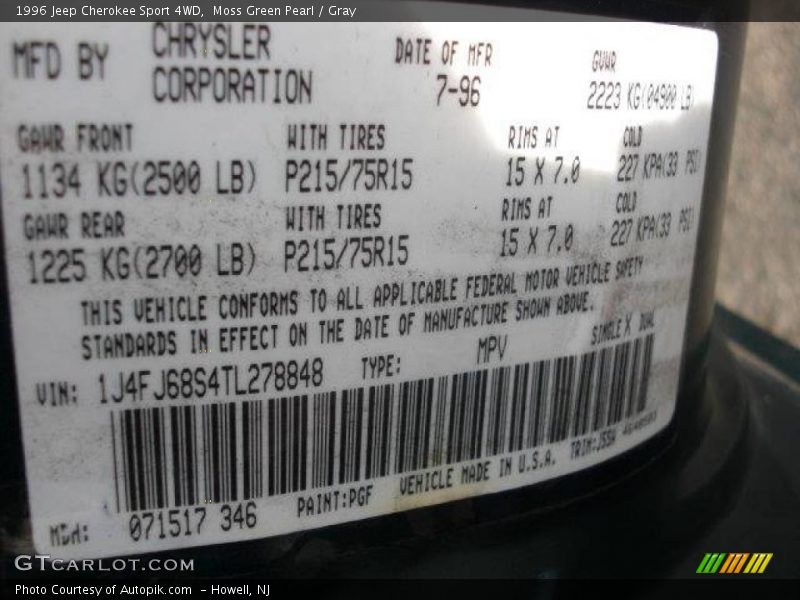 1996 Jeep Cherokee Sport 4WD,  Moss Green Pearl / Gray
MFD BY CHRYSLER CORPORATION DATE OF MFR 7-96 GVWR 2223 KG(04900 LB)
GAWR FRONT WITH TIRES RIMS AT COLD
1134 KG(2500 LB) P215/75R15 15 X 7.0 227 KPA(33 PSI)
GAWR REAR WITH TIRES RIMS AT COLD
1225 KG(2700 LB) P215/75R15 15 X 7.0 227 KPA(33 PSI)
THIS VEHICLE CONFORMS TO ALL APPLICABLE FEDERAL MOTOR VEHICLE SAFETY
STANDARDS IN EFFECT ON THE DATE OF MANUFACTURE SHOWN ABOVE.
VIN: 1J4FJ68S4TL278848 TYPE: MPV SINGLE X DUAL
MDH: 071517 346 PAINT:PGF VEHICLE MADE IN U.S.A. TRIM:J5SH
GTCARLOT.COM
Photo Courtesy of Autopik.com  - Howell, NJ